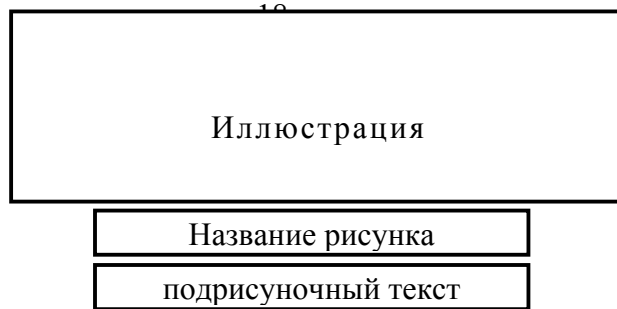 Иллюстрация
Название рисунка
подрисуночный текст